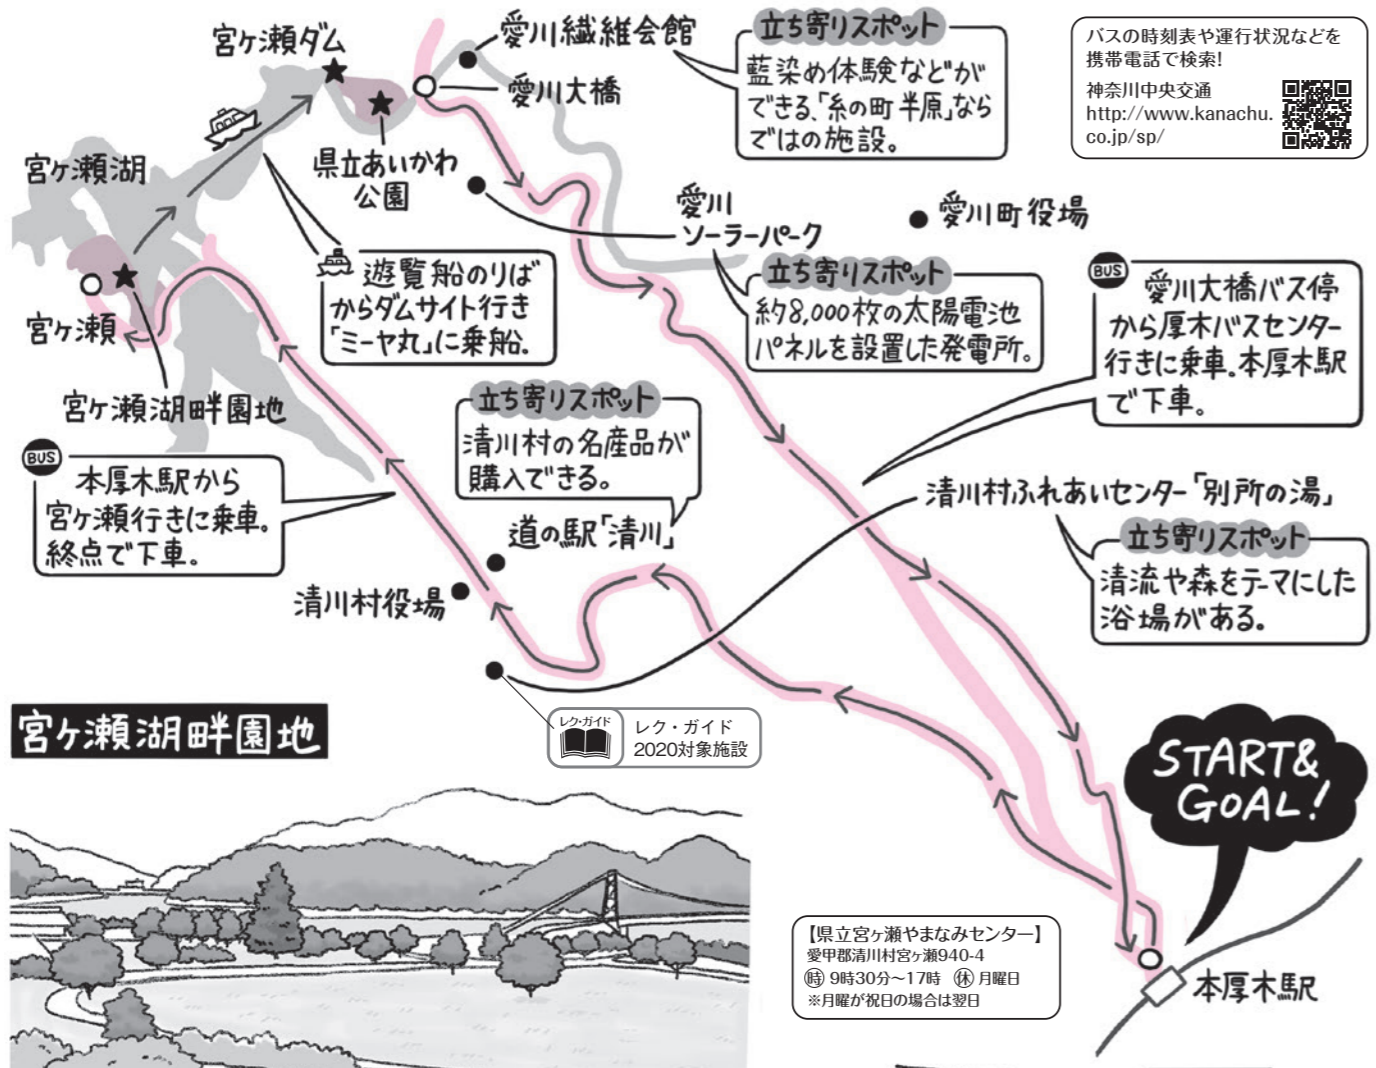 宮ヶ瀬ダム
愛川繊維会館
立ち寄りスポット
藍染め体験などが
できる、「糸の町 半原」なら
ではの施設。
バスの時刻表や運行状況などを
携帯電話で検索!
神奈川中央交通
http://www.kanachu.
co.jp/sp/
愛川大橋
宮ヶ瀬湖
県立あいかわ
公園
愛川
ソーラーパーク
愛川町役場
立ち寄りスポット
約8,000枚の太陽電池
パネルを設置した発電所。
遊覧船のりば
からダムサイト行き
「ミーヤ丸」に乗船。
BUS
愛川大橋バス停
から厚木バスセンター
行きに乗車。本厚木駅
で下車。
宮ヶ瀬
宮ヶ瀬湖畔園地
立ち寄りスポット
清川村の名産品が
購入できる。
道の駅「清川」
BUS
本厚木駅から
宮ヶ瀬行きに乗車。
終点で下車。
清川村ふれあいセンター「別所の湯」
立ち寄りスポット
清流や森をテーマにした
浴場がある。
清川村役場
レク・ガイド
レク・ガイド
2020対象施設
宮ヶ瀬湖畔園地
START&
GOAL!
【県立宮ヶ瀬やまなみセンター】
愛甲郡清川村宮ヶ瀬940-4
時 9時30分〜17時 休 月曜日
※月曜が祝日の場合は翌日
本厚木駅